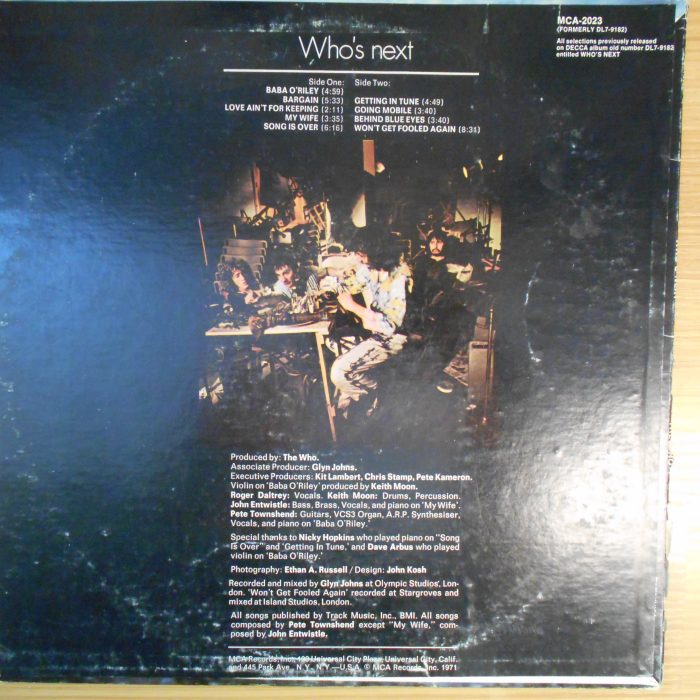 MCA-2023
(FORMERLY DL7-9182)
All selections previously released
on DECCA album old number DL7-9182
entitled WHO'S NEXT
Who's next
Side One: Side Two:
BABA O'RILEY (4:59)
BARGAIN (5:33) GETTING IN TUNE (4:49)
LOVE AIN'T FOR KEEPING (2:11) GOING MOBILE (3:40)
MY WIFE (3:35) BEHIND BLUE EYES (3:40)
SONG IS OVER (6:16) WON'T GET FOOLED AGAIN (8:31)
Produced by: The Who.
Associate Producer: Glyn Johns.
Executive Producers: Kit Lambert, Chris Stamp, Pete Kameron.
Violin on 'Baba O'Riley' produced by Keith Moon.
Roger Daltrey: Vocals. Keith Moon: Drums, Percussion.
John Entwistle: Bass, Brass, Vocals, and piano on 'My Wife'.
Pete Townshend: Guitars, VCS3 Organ, A.R.P. Synthesiser,
Vocals, and piano on 'Baba O'Riley.'
Special thanks to Nicky Hopkins who played piano on "Song
Is Over" and 'Getting In Tune,' and Dave Arbus who played
violin on 'Baba O'Riley.'
Photography: Ethan A. Russell / Design: John Kosh
Recorded and mixed by Glyn Johns at Olympic Studios, Lon-
don. 'Won't Get Fooled Again' recorded at Stargroves and
mixed at Island Studios, London.
All songs published by Track Music, Inc., BMI. All songs
composed by Pete Townshend except "My Wife," com-
posed by John Entwistle.
MCA Records, Inc., 100 Universal City Plaza, Universal City, Calif.
and 445 Park Ave., N.Y., N.Y.—U.S.A. © MCA Records, Inc. 1971